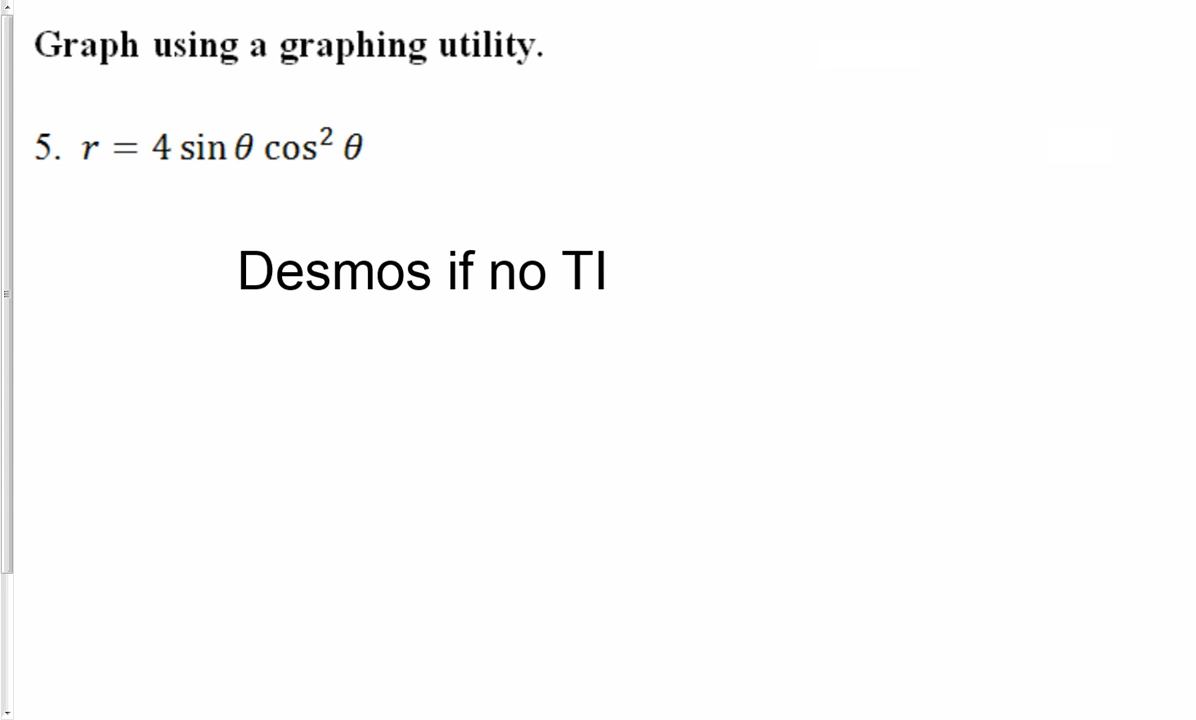 Graph using a graphing utility.
5. r = 4 sin θ cos² θ
Desmos if no TI